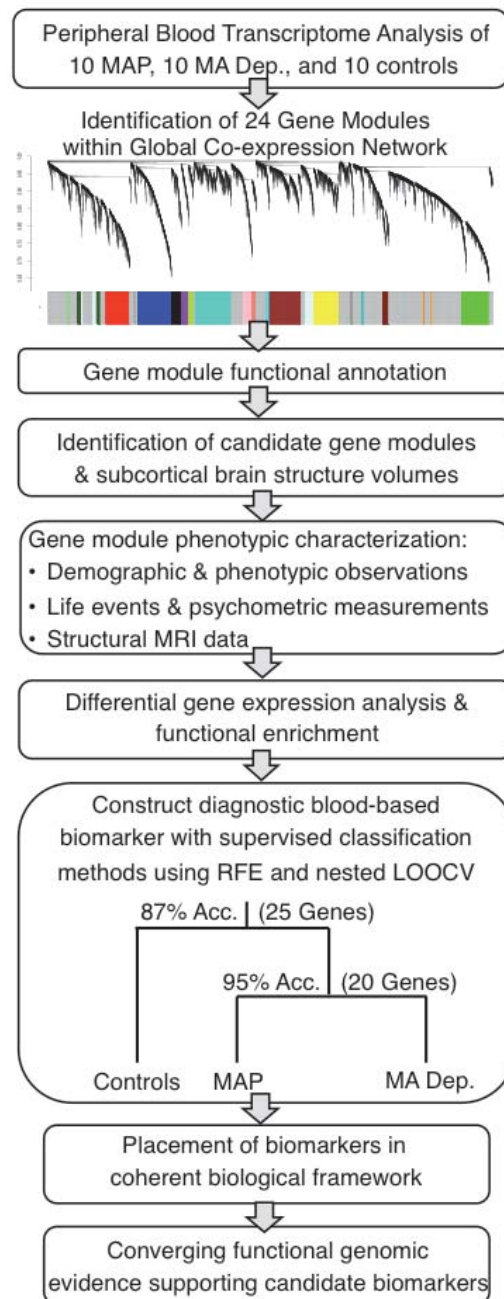 Peripheral Blood Transcriptome Analysis of
10 MAP, 10 MA Dep., and 10 controls
Identification of 24 Gene Modules
within Global Co-expression Network
Gene module functional annotation
Identification of candidate gene modules
& subcortical brain structure volumes
Gene module phenotypic characterization:
• Demographic & phenotypic observations
• Life events & psychometric measurements
• Structural MRI data
Differential gene expression analysis &
functional enrichment
Construct diagnostic blood-based
biomarker with supervised classification
methods using RFE and nested LOOCV
87% Acc. (25 Genes)
95% Acc. (20 Genes)
Controls MAP MA Dep.
Placement of biomarkers in
coherent biological framework
Converging functional genomic
evidence supporting candidate biomarkers